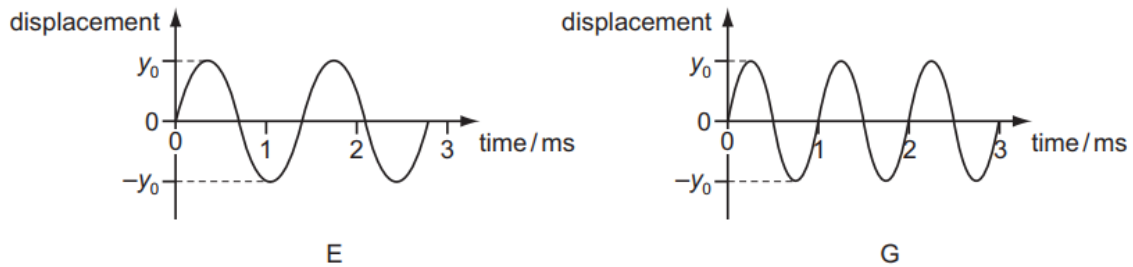 displacement
y₀
0
−y₀
0
1
2
3
time / ms
E
displacement
y₀
0
−y₀
0
1
2
3
time / ms
G